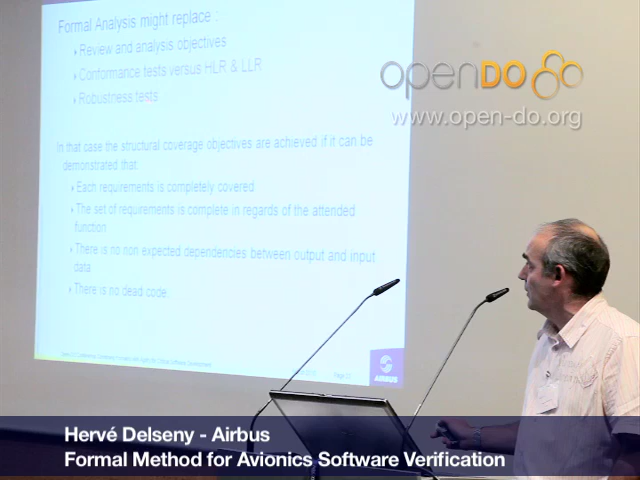 Formal Analysis might replace :
Review and analysis objectives
Conformance tests versus HLR & LLR
Robustness tests
In that case the structural coverage objectives are achieved if it can be
demonstrated that
Each requirements is completely covered
The set of requirements is complete in regards of the attended
function
There is no non expected dependencies between output and input
data
There is no dead code
AIRBUS
openDO
www.open-do.org
Hervé Delseny - Airbus
Formal Method for Avionics Software Verification